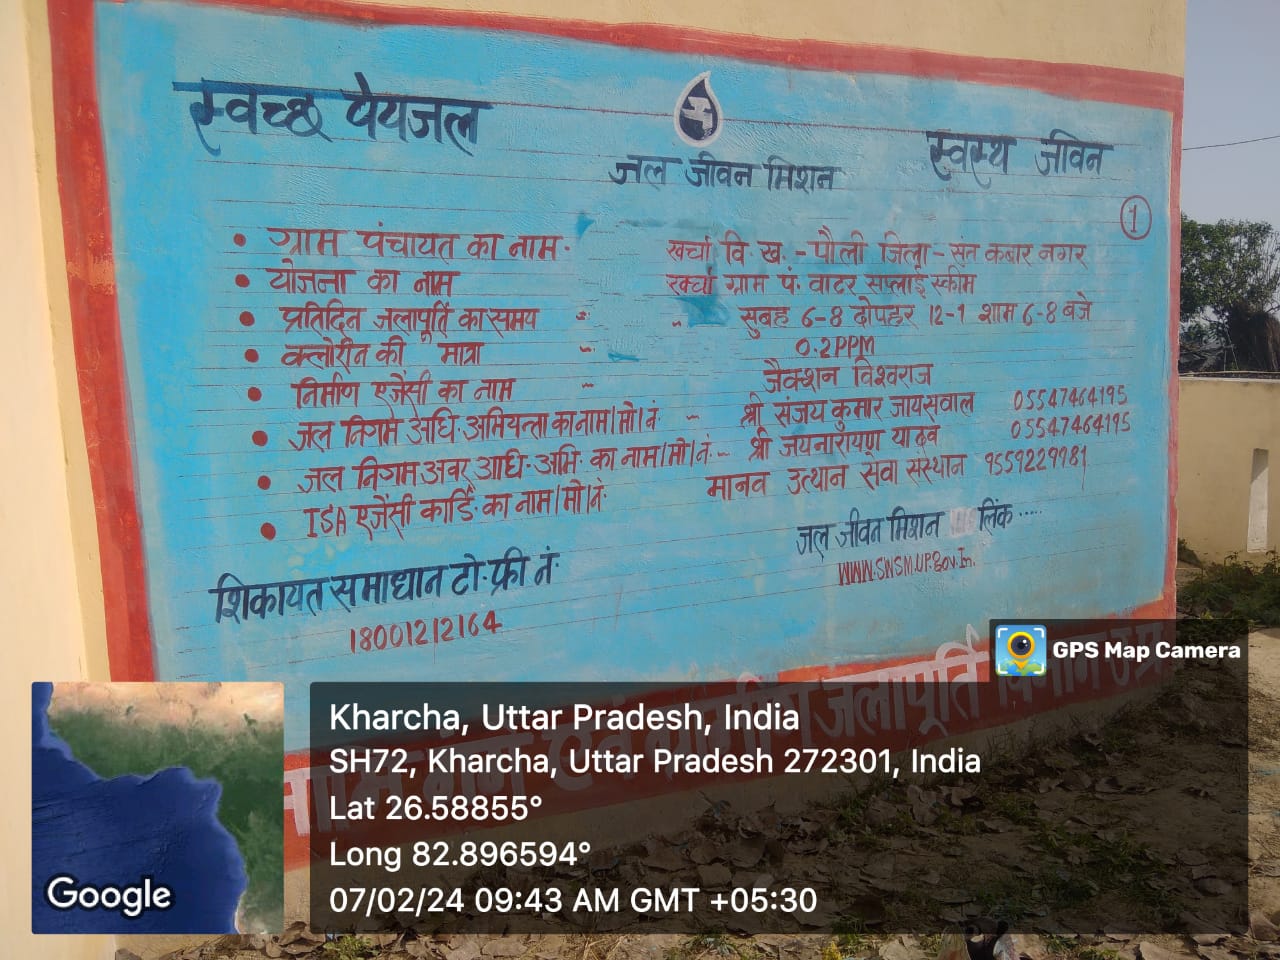 स्वच्छ पेयजल
जल जीवन मिशन
स्वस्थ जीवन
1
• ग्राम पंचायत का नाम - खर्चा वि. ख. - पौली जिला - संत कबीर नगर
• योजना का नाम खर्चा ग्राम पं. वाटर सप्लाई स्कीम
• प्रतिदिन जलापूर्ति का समय - " सुबह 6-8 दोपहर 12-1 शाम 6-8 बजे
• क्लोरीन की मात्रा - 0.2 PPM
• निर्माण एजेंसी का नाम - जैक्शन विश्वराज
• जल निगम अधि. अभियन्ता का नाम/मो/नं. - श्री संजय कुमार जायसवाल 05547464195
• जल निगम अवर अधि. अभि. का नाम/मो/नं. - श्री जयनारायण यादव 05547464195
• ISA एजेंसी कार्डि. का नाम/मो/नं. मानव उत्थान सेवा संस्थान 9559229981
शिकायत समाधान टो. फ्री नं.
18001212164
जल जीवन मिशन लिंक .....
WWW.SWSM.UP.Gov.In.
जलापूर्ति
GPS Map Camera
Kharcha, Uttar Pradesh, India
SH72, Kharcha, Uttar Pradesh 272301, India
Lat 26.58855°
Long 82.896594°
07/02/24 09:43 AM GMT +05:30
Google